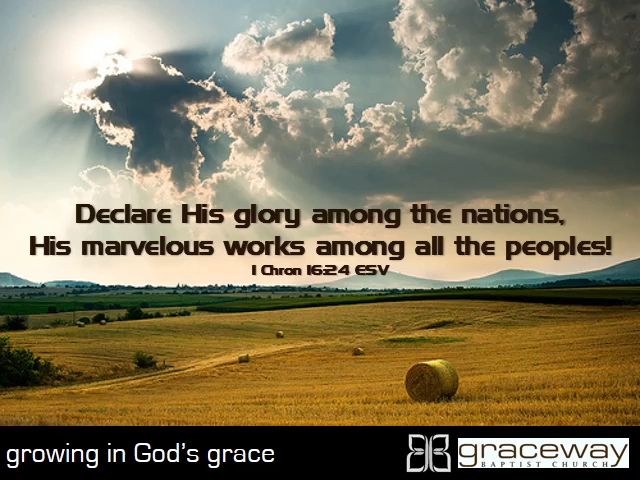 Declare His glory among the nations,
His marvelous works among all the peoples!
1 Chron 16:24 ESV
growing in God's grace
graceway
BAPTIST CHURCH